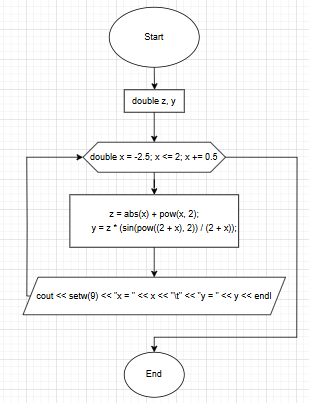 Start
double z, y
double x = -2.5; x <= 2; x += 0.5
z = abs(x) + pow(x, 2);
y = z * (sin(pow((2 + x), 2)) / (2 + x));
cout << setw(9) << "x = " << x << "\t" << "y = " << y << endl
End